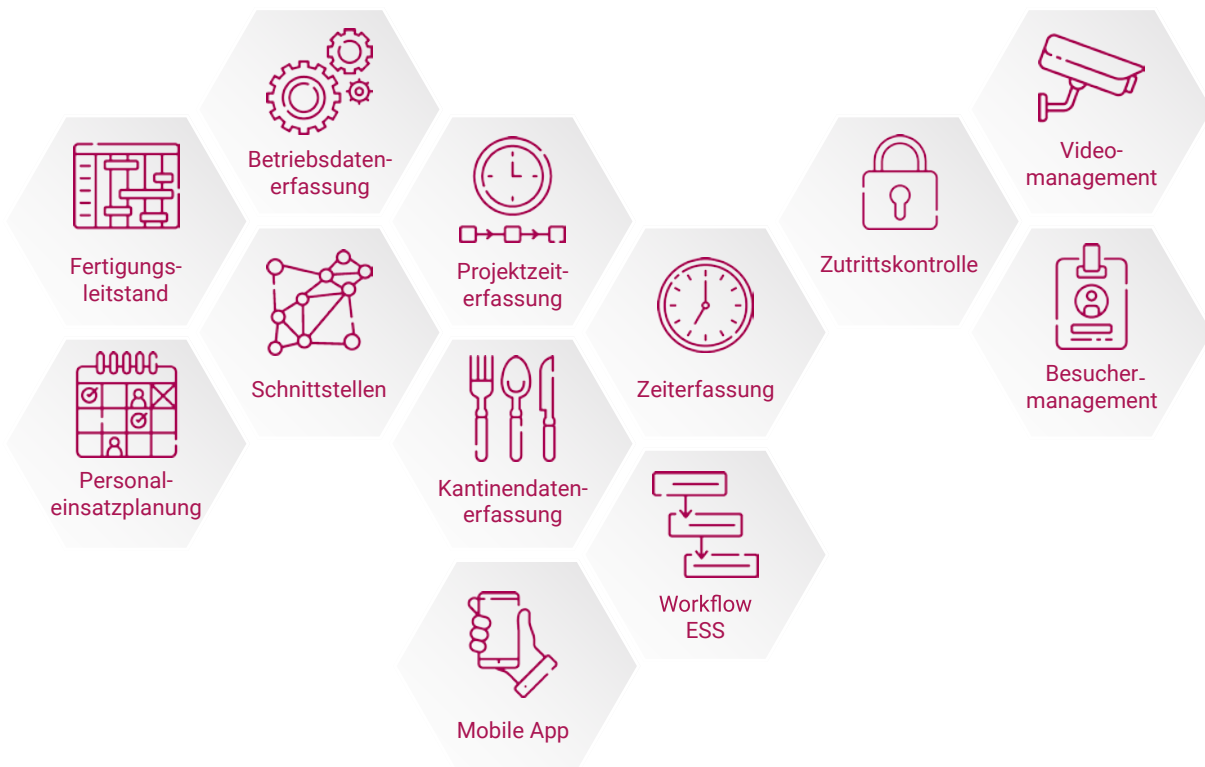 Betriebsdaten-
erfassung
Video-
management
Fertigungs-
leitstand
Projektzeit-
erfassung
Zutrittskontrolle
Schnittstellen
Zeiterfassung
Besucher-
management
Personal-
einsatzplanung
Kantinendaten-
erfassung
Workflow
ESS
Mobile App